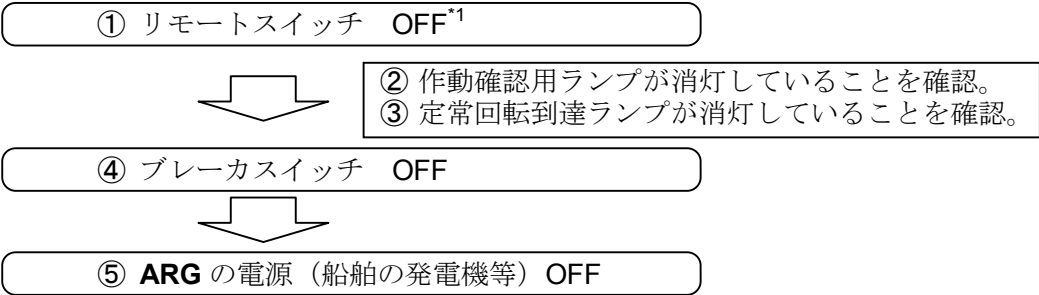 ① リモートスイッチ　OFF*1
② 作動確認用ランプが消灯していることを確認。
③ 定常回転到達ランプが消灯していることを確認。
④ ブレーカスイッチ　OFF
⑤ ARG の電源（船舶の発電機等）OFF